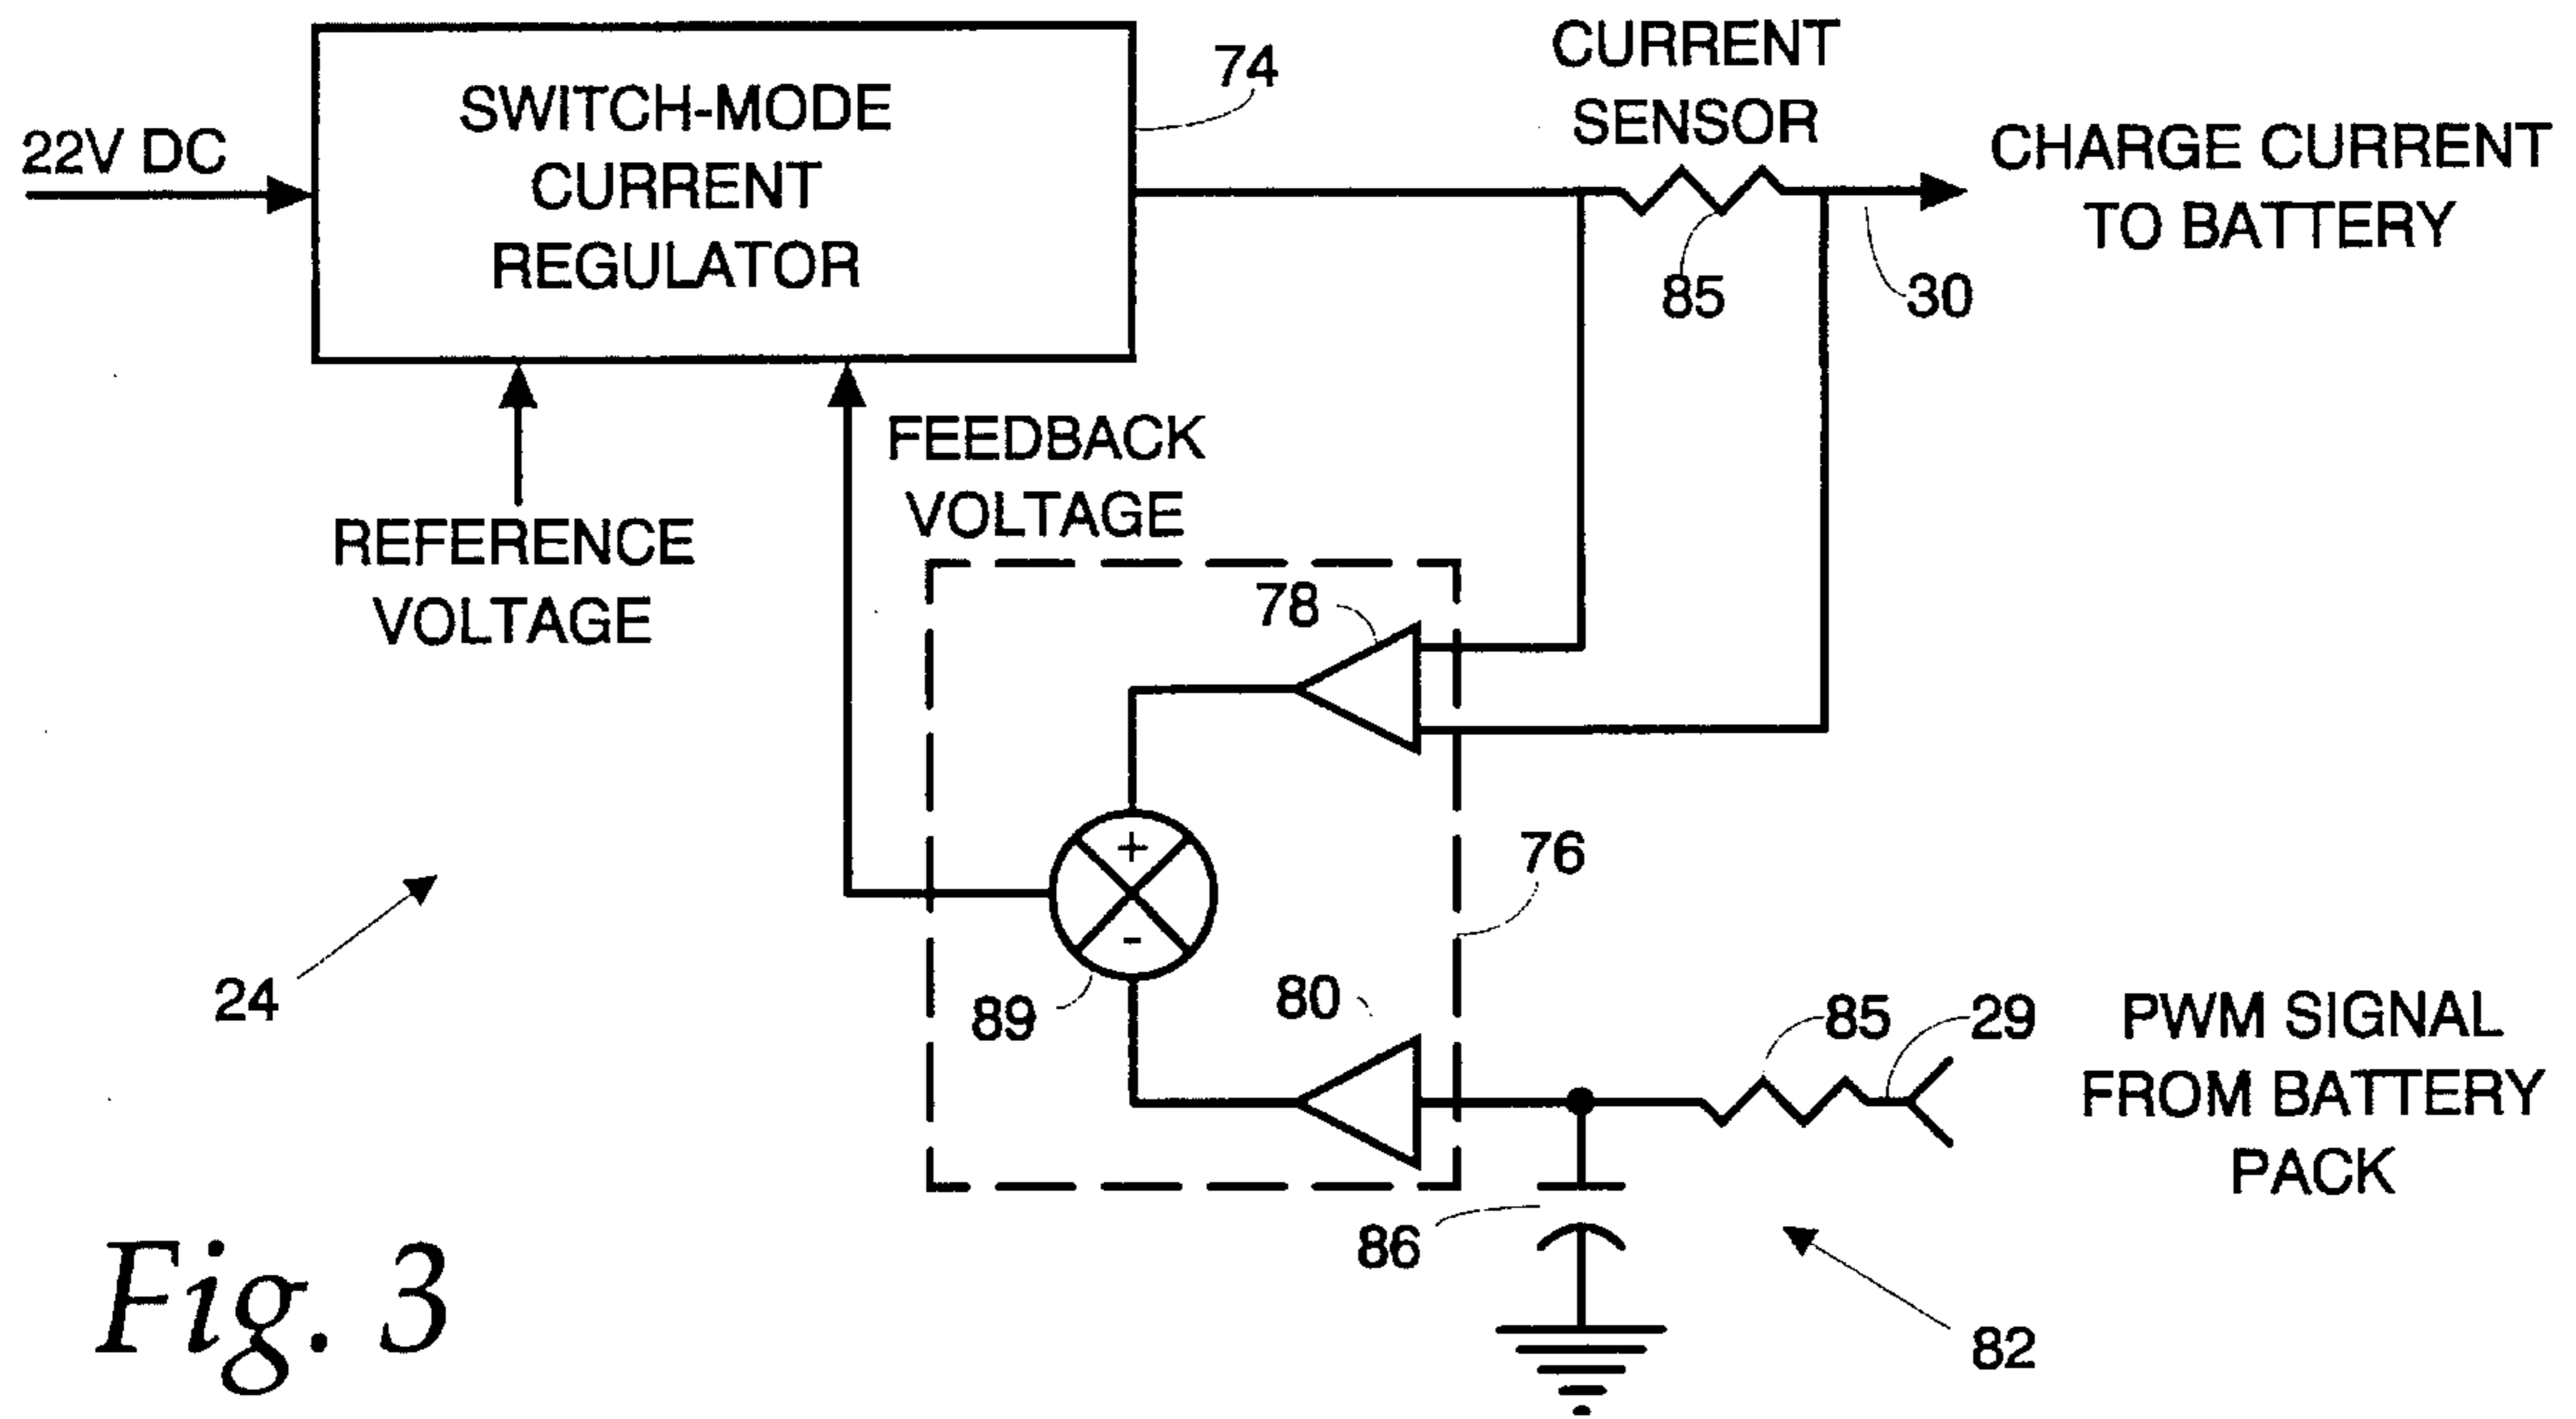 22V DC
SWITCH-MODE
CURRENT
REGULATOR
74
CURRENT
SENSOR
85
CHARGE CURRENT
TO BATTERY
30
REFERENCE
VOLTAGE
FEEDBACK
VOLTAGE
78
+
-
76
24
89
80
85
29
PWM SIGNAL
FROM BATTERY
PACK
86
82
Fig. 3